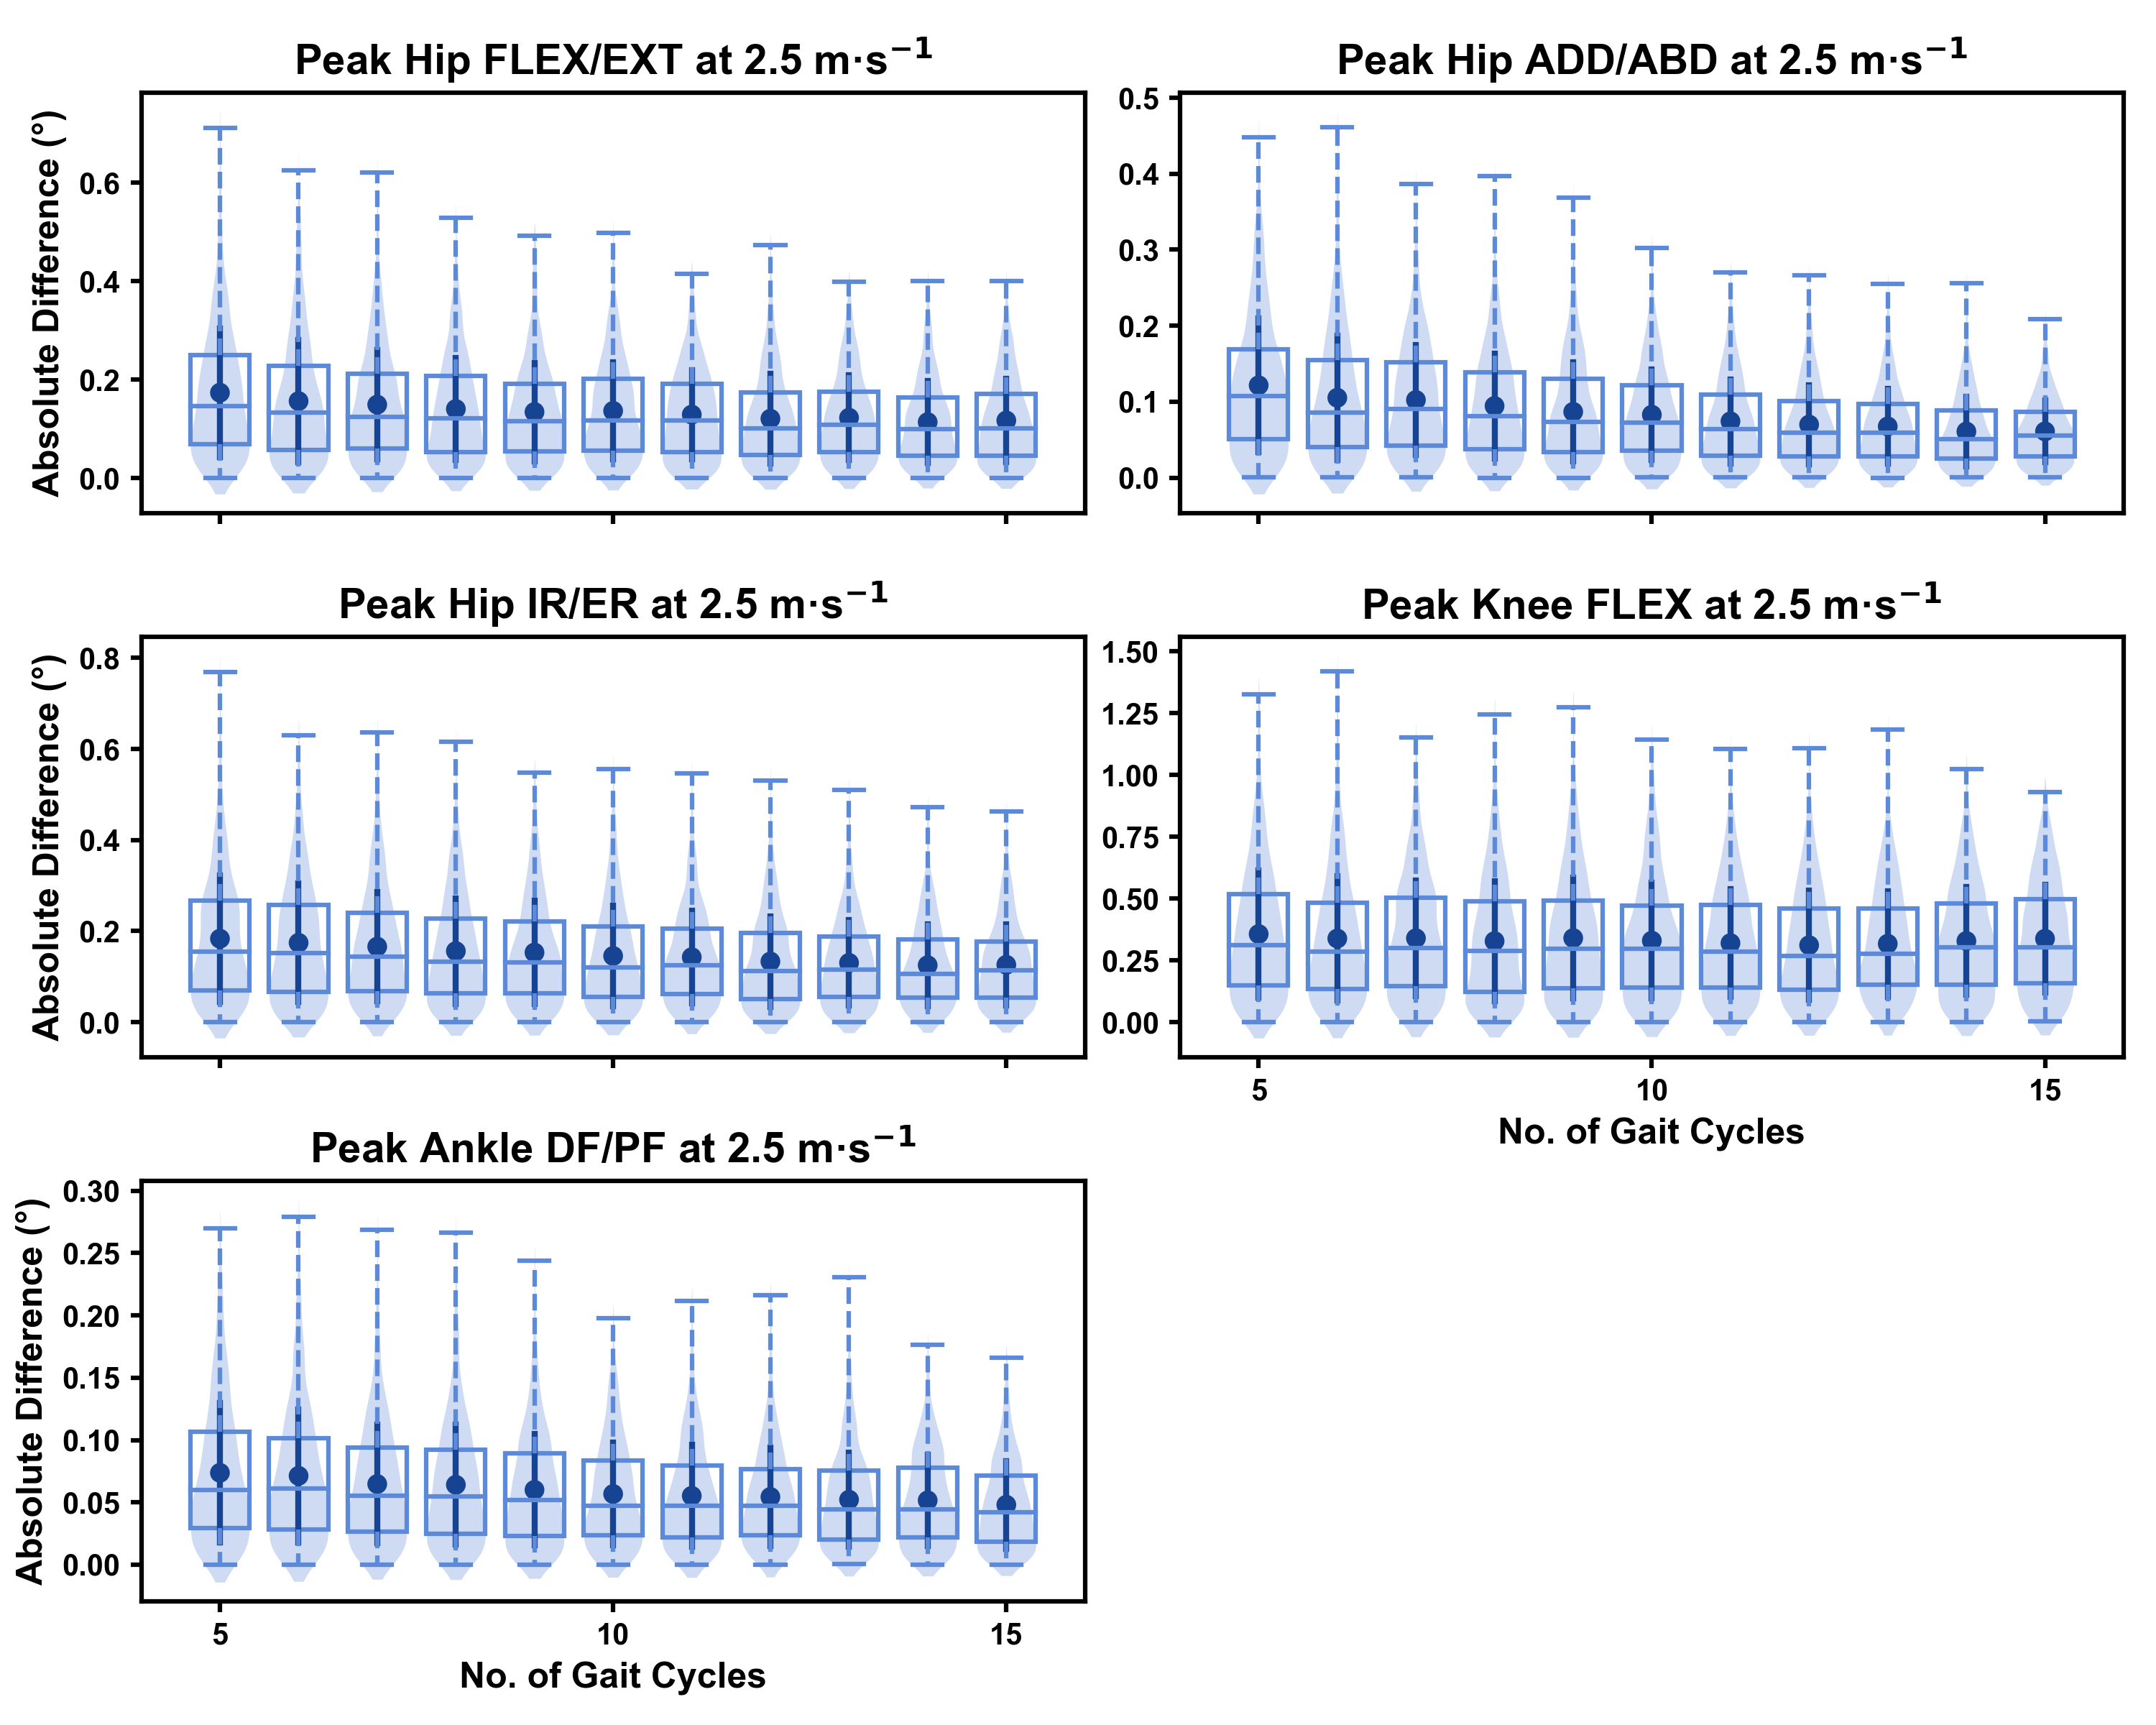 Peak Hip FLEX/EXT at 2.5 m·s⁻¹
Absolute Difference (°)
0.6
0.4
0.2
0.0
Peak Hip ADD/ABD at 2.5 m·s⁻¹
0.5
0.4
0.3
0.2
0.1
0.0
Peak Hip IR/ER at 2.5 m·s⁻¹
Absolute Difference (°)
0.8
0.6
0.4
0.2
0.0
Peak Knee FLEX at 2.5 m·s⁻¹
1.50
1.25
1.00
0.75
0.50
0.25
0.00
5 10 15
No. of Gait Cycles
Peak Ankle DF/PF at 2.5 m·s⁻¹
Absolute Difference (°)
0.30
0.25
0.20
0.15
0.10
0.05
0.00
5 10 15
No. of Gait Cycles